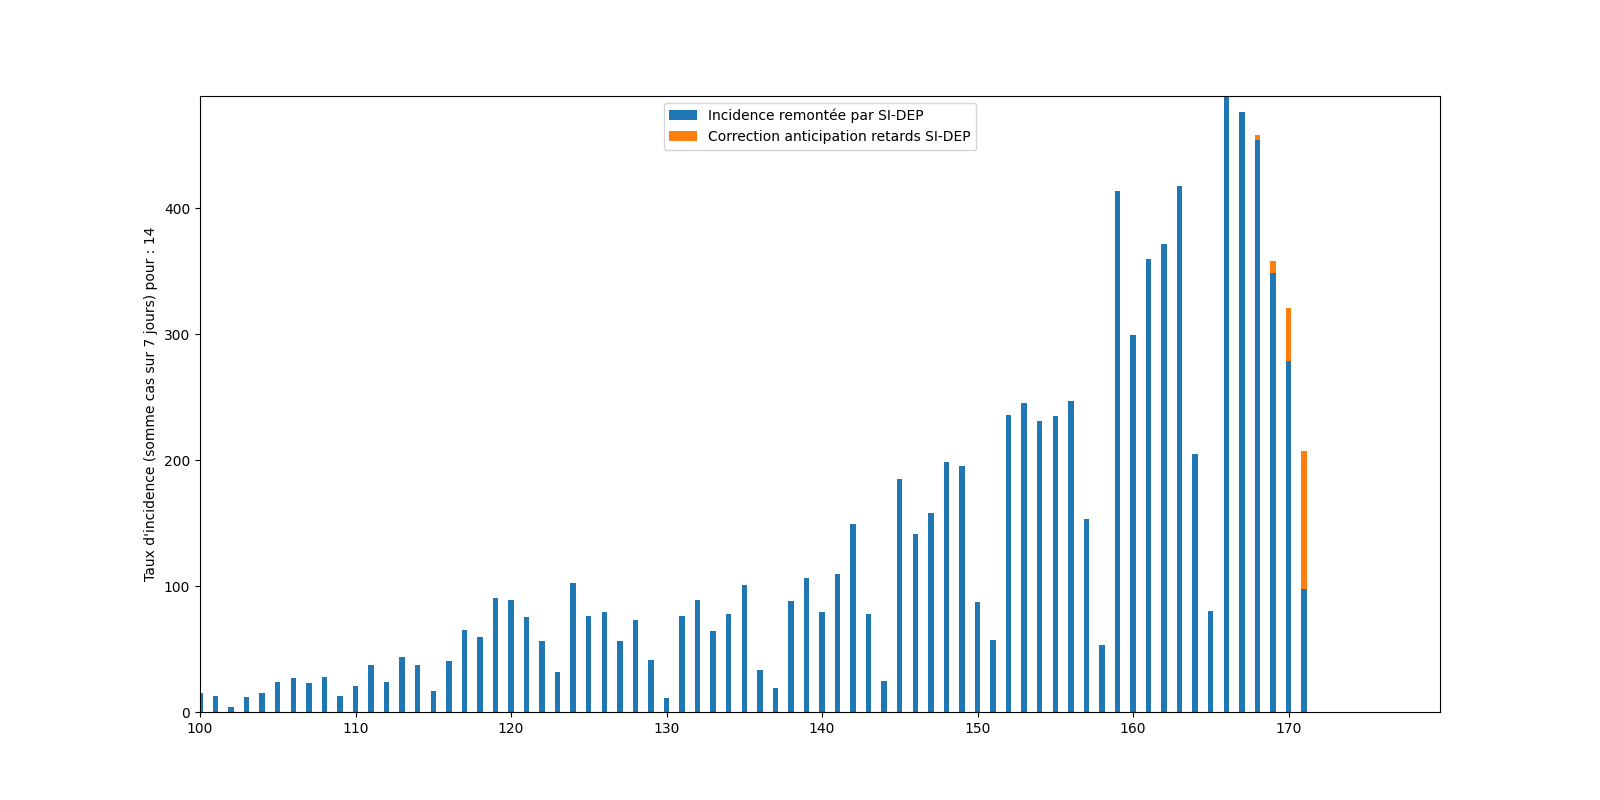 Incidence remontée par SI-DEP
Correction anticipation retards SI-DEP
Taux d'incidence (somme cas sur 7 jours) pour : 14
400
300
200
100
0
100 110 120 130 140 150 160 170